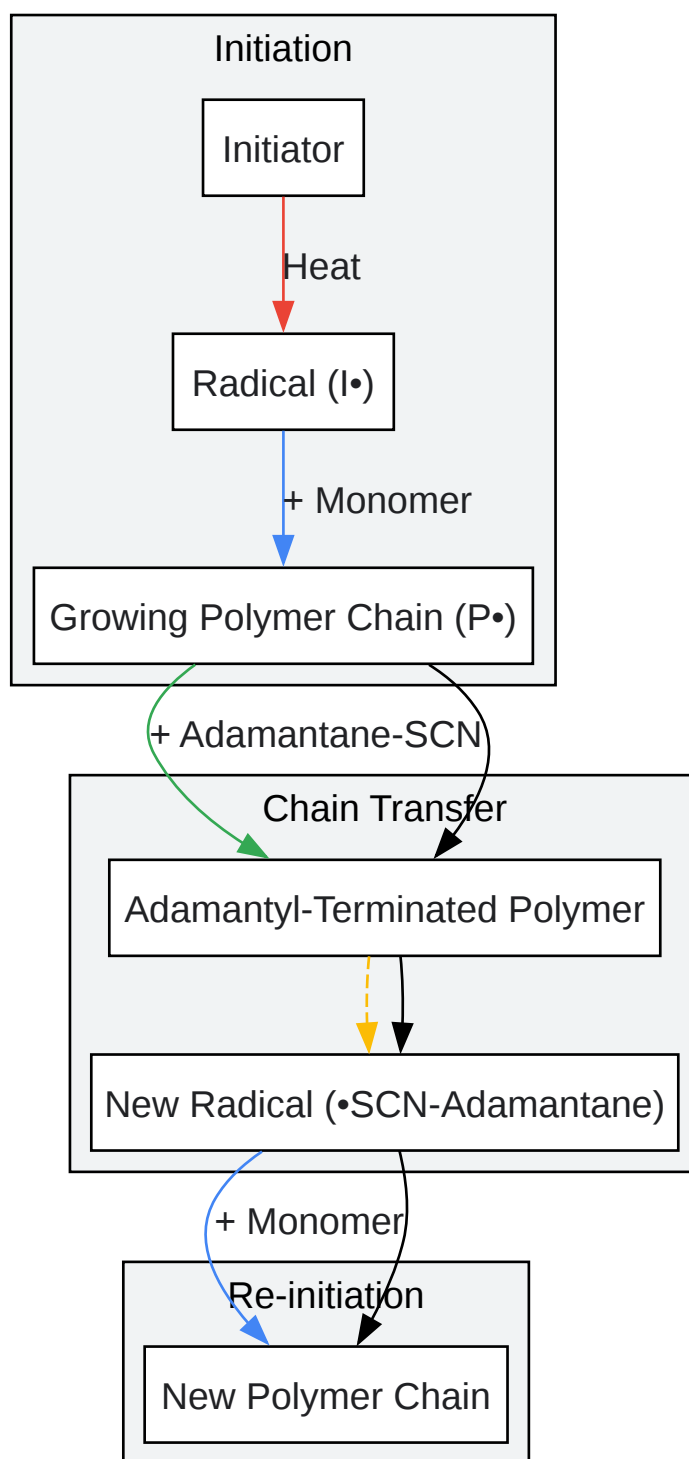 Initiation
Initiator
Heat
Radical (I•)
+ Monomer
Growing Polymer Chain (P•)
+ Adamantane-SCN
Chain Transfer
Adamantyl-Terminated Polymer
New Radical (•SCN-Adamantane)
+ Monomer
Re-initiation
New Polymer Chain